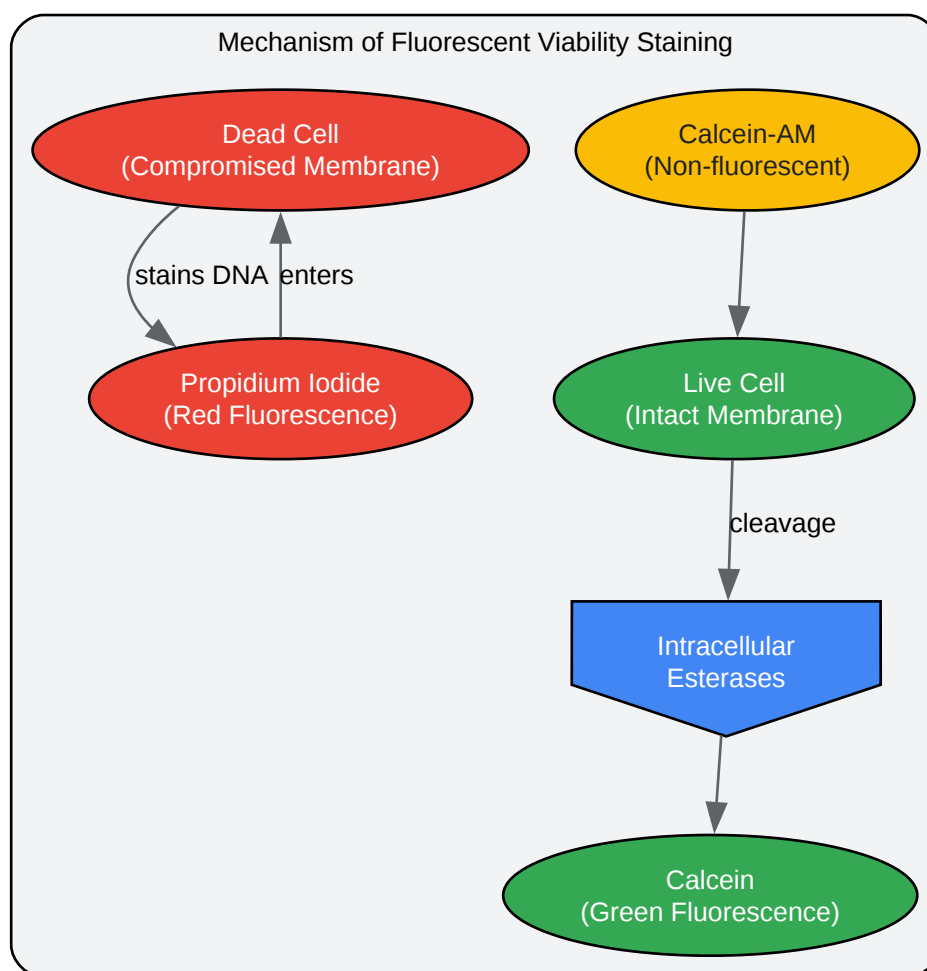 Mechanism of Fluorescent Viability Staining
Dead Cell
(Compromised Membrane)
Calcein-AM
(Non-fluorescent)
stains DNA
enters
Propidium Iodide
(Red Fluorescence)
Live Cell
(Intact Membrane)
cleavage
Intracellular
Esterases
Calcein
(Green Fluorescence)